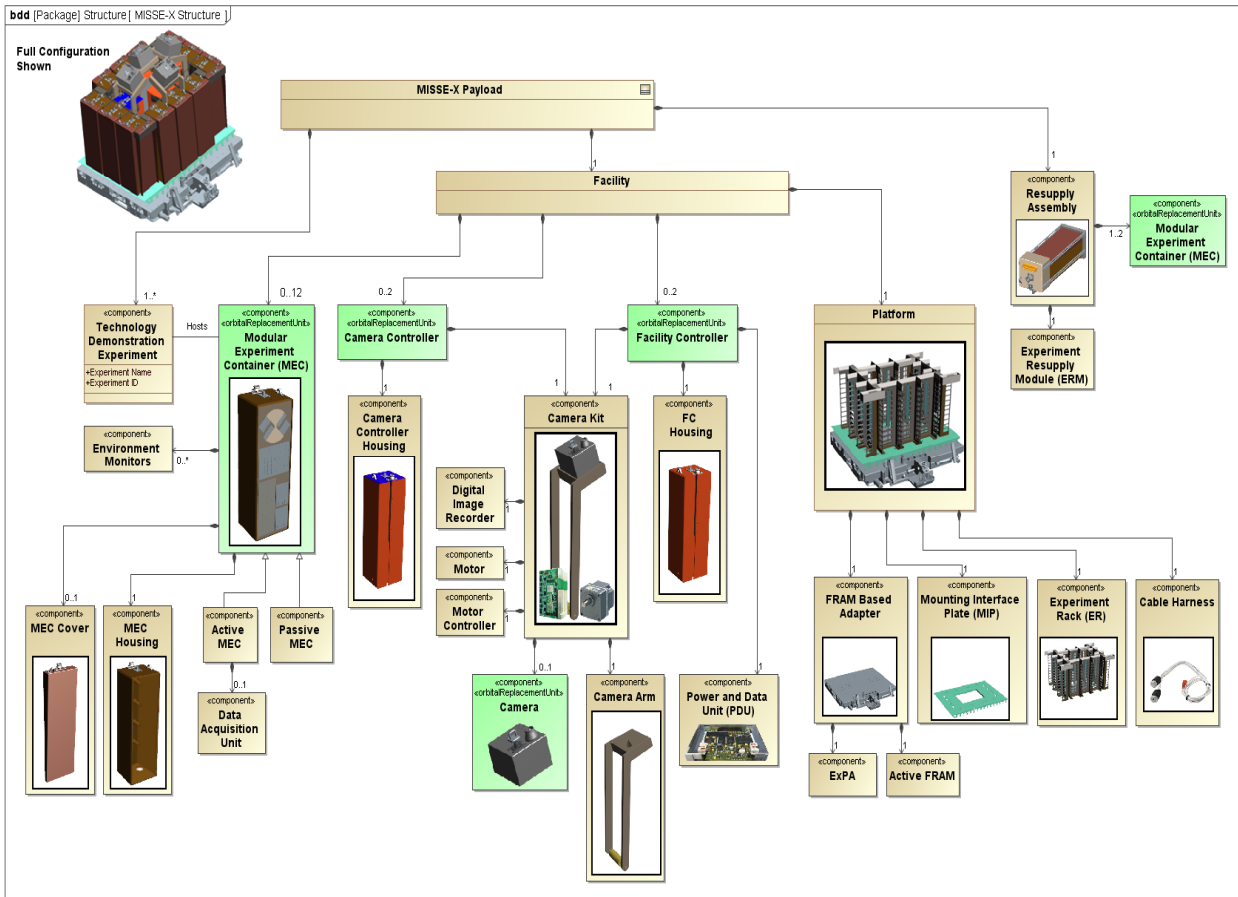 bdd [Package] Structure [ MISSE-X Structure ]
Full Configuration
Shown
MISSE-X Payload
1
1
Facility
«component»
Resupply
Assembly
«component»
«orbitalReplacementUnit»
Modular
Experiment
Container (MEC)
1..2
1..*
0..12
0..2
0..2
1
1
«component»
Technology
Demonstration
Experiment
+Experiment Name
+Experiment ID
Hosts
«component»
«orbitalReplacementUnit»
Modular
Experiment
Container (MEC)
«component»
«orbitalReplacementUnit»
Camera Controller
«component»
«orbitalReplacementUnit»
Facility Controller
Platform
«component»
Experiment
Resupply
Module (ERM)
1
1
1
1
«component»
Environment
Monitors
0..*
«component»
Camera
Controller
Housing
«component»
Camera Kit
«component»
FC
Housing
«component»
Digital
Image
Recorder
1
«component»
Motor
1
«component»
Motor
Controller
1
0..1
1
1
1
1
1
1
«component»
FRAM Based
Adapter
«component»
Mounting Interface
Plate (MIP)
«component»
Experiment
Rack (ER)
«component»
Cable Harness
0..1
1
«component»
MEC Cover
«component»
MEC
Housing
«component»
Active
MEC
«component»
Passive
MEC
0..1
«component»
Data
Acquisition
Unit
0..1
1
1
«component»
«orbitalReplacementUnit»
Camera
«component»
Camera Arm
«component»
Power and Data
Unit (PDU)
1
1
«component»
ExPA
«component»
Active FRAM